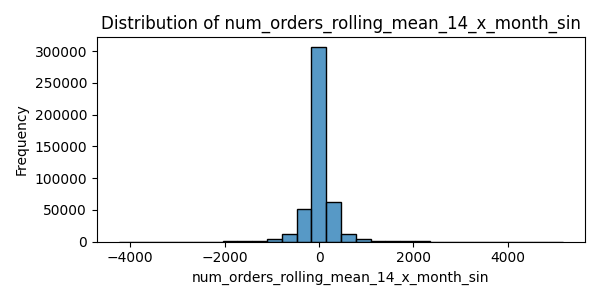 Distribution of num_orders_rolling_mean_14_x_month_sin
300000
250000
200000
150000
100000
50000
0
Frequency
−4000 −2000 0 2000 4000
num_orders_rolling_mean_14_x_month_sin